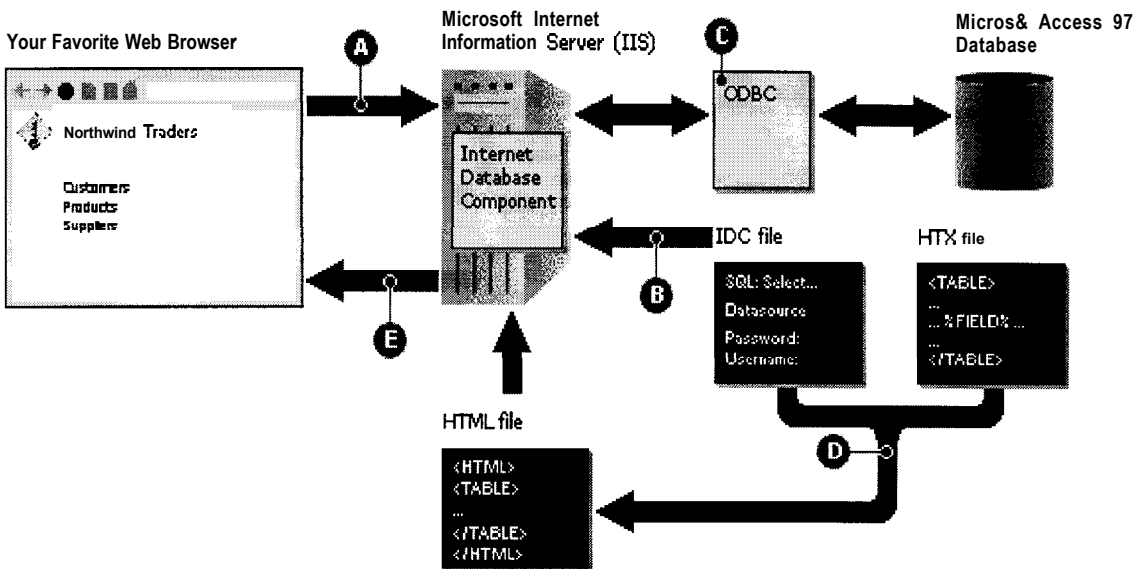 Your Favorite Web Browser
Northwind Traders
Customers
Products
Suppliers
A
Microsoft Internet
Information Server (IIS)
Internet
Database
Component
C
ODBC
Micros& Access 97
Database
B
E
IDC file
SQL: Select...
Datasource
Password:
Username:
HTX file
<TABLE>
...
... %FIELD% ...
...
</TABLE>
D
HTML file
<HTML>
<TABLE>
...
</TABLE>
</HTML>